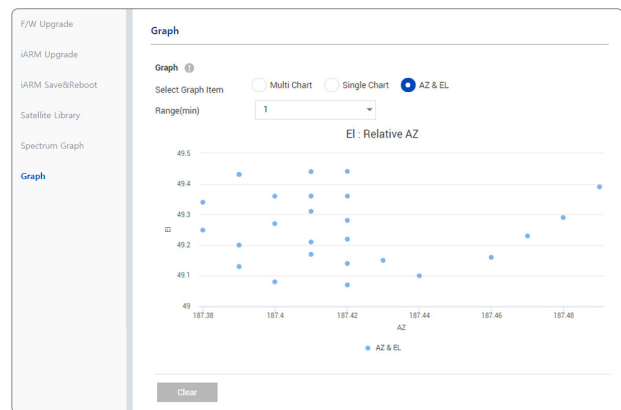 F/W Upgrade
iARM Upgrade
iARM Save&Reboot
Satellite Library
Spectrum Graph
Graph
Graph
Graph
Select Graph Item Multi Chart Single Chart AZ & EL
Range(min) 1
El : Relative AZ
49.5
49.4
49.3
El
49.2
49.1
49
187.38 187.4 187.42 187.44 187.46 187.48
AZ
AZ & EL
Clear